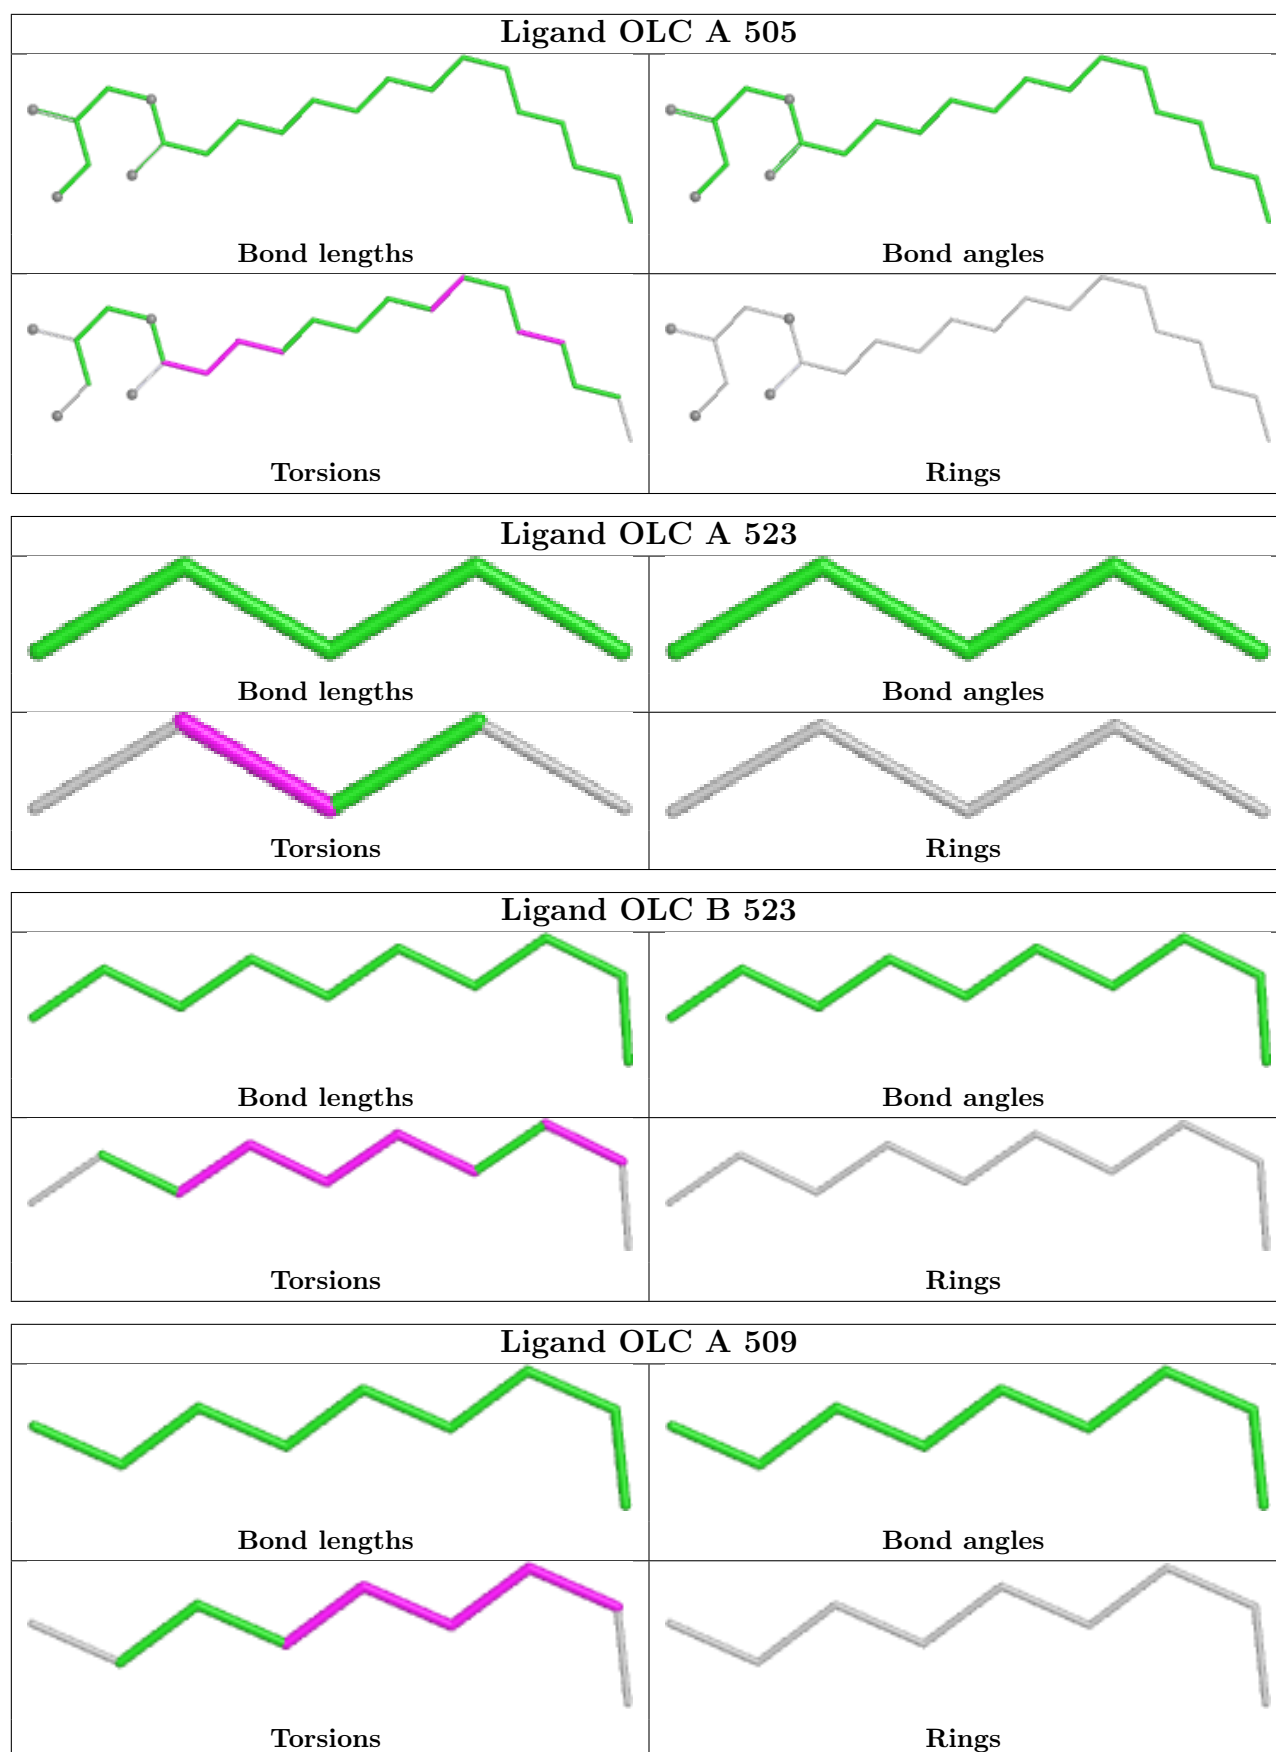 Ligand OLC A 505
Bond lengths
Bond angles
Torsions
Rings
Ligand OLC A 523
Bond lengths
Bond angles
Torsions
Rings
Ligand OLC B 523
Bond lengths
Bond angles
Torsions
Rings
Ligand OLC A 509
Bond lengths
Bond angles
Torsions
Rings